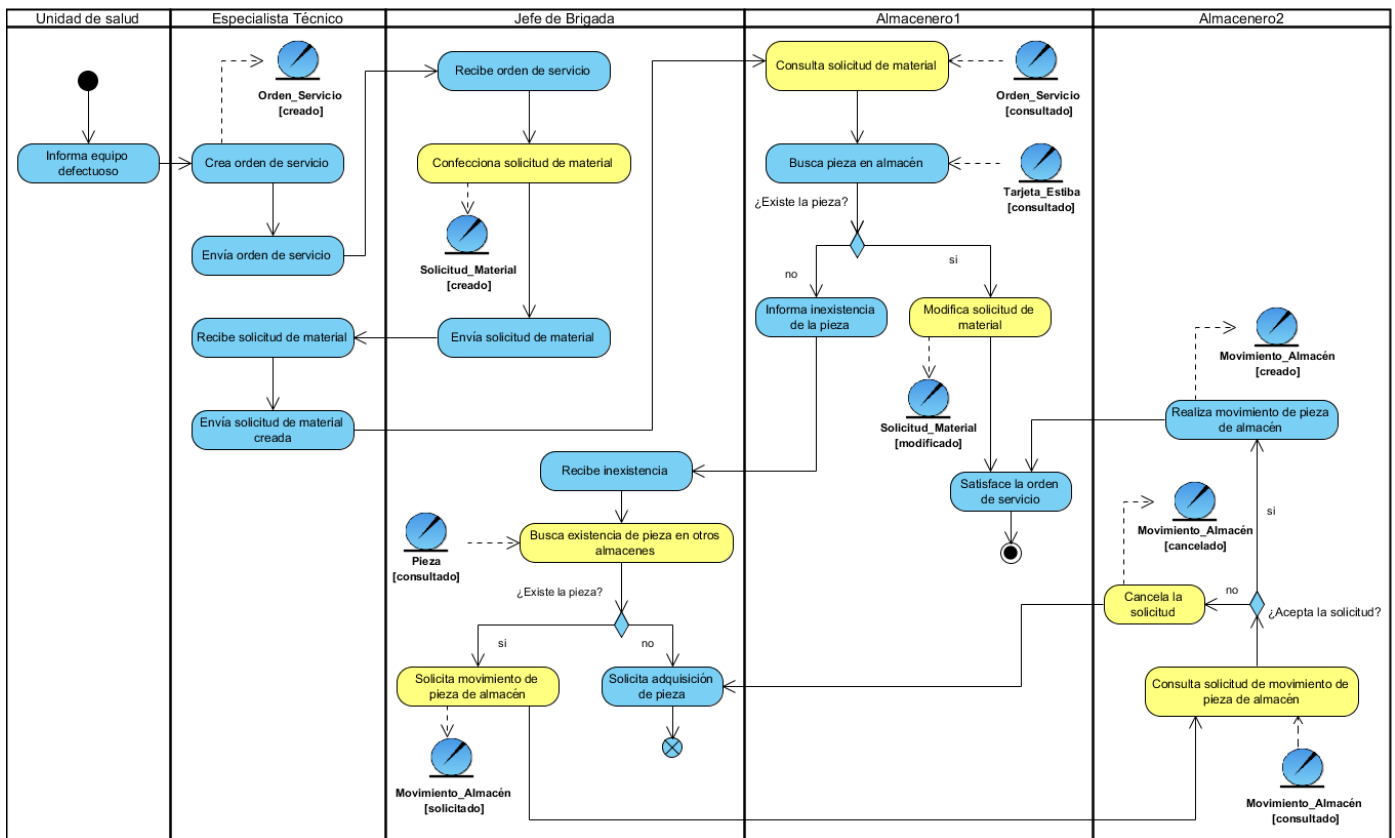 Unidad de salud
Especialista Técnico
Jefe de Brigada
Almacenero1
Almacenero2
Informa equipo
defectuoso
Orden_Servicio
[creado]
Crea orden de servicio
Envía orden de servicio
Recibe solicitud de material
Envía solicitud de material
creada
Recibe orden de servicio
Confecciona solicitud de material
Solicitud_Material
[creado]
Envía solicitud de material
Recibe inexistencia
Pieza
[consultado]
Busca existencia de pieza en otros
almacenes
¿Existe la pieza?
si
no
Solicita movimiento de
pieza de almacén
Solicita adquisición
de pieza
Movimiento_Almacén
[solicitado]
Consulta solicitud de material
Orden_Servicio
[consultado]
Busca pieza en almacén
Tarjeta_Estiba
[consultado]
¿Existe la pieza?
no
si
Informa inexistencia
de la pieza
Modifica solicitud de
material
Solicitud_Material
[modificado]
Satisface la orden
de servicio
Movimiento_Almacén
[creado]
Realiza movimiento de pieza
de almacén
Movimiento_Almacén
[cancelado]
si
Cancela la
solicitud
no
¿Acepta la solicitud?
Consulta solicitud de movimiento de
pieza de almacén
Movimiento_Almacén
[consultado]